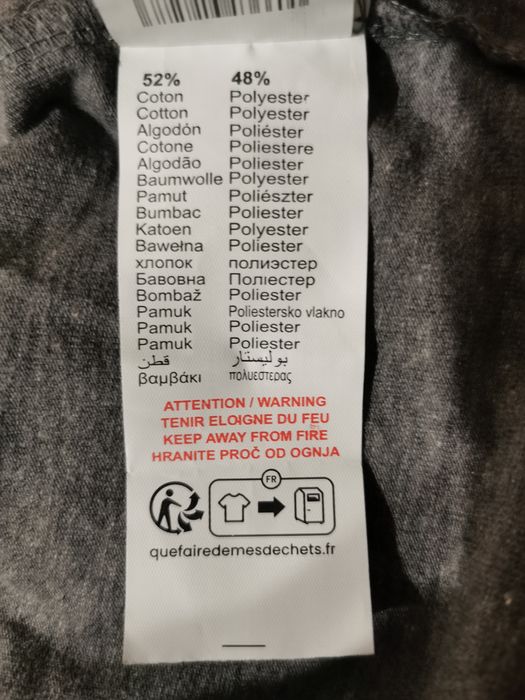 52% 48%
Coton Polyester
Cotton Polyester
Algodón Poliéster
Cotone Poliestere
Algodão Poliester
Baumwolle Polyester
Pamut Poliészter
Bumbac Poliester
Katoen Polyester
Bawełna Poliester
хлопок полиэстер
Бавовна Поліестер
Bombaž Poliester
Pamuk Poliestersko vlakno
Pamuk Poliester
Pamuk Poliester
قطن بوليستار
βαμβάκι πολυεστερας
ATTENTION / WARNING
TENIR ELOIGNE DU FEU
KEEP AWAY FROM FIRE
HRANITE PROČ OD OGNJA
FR
quefairedemesdechets.fr